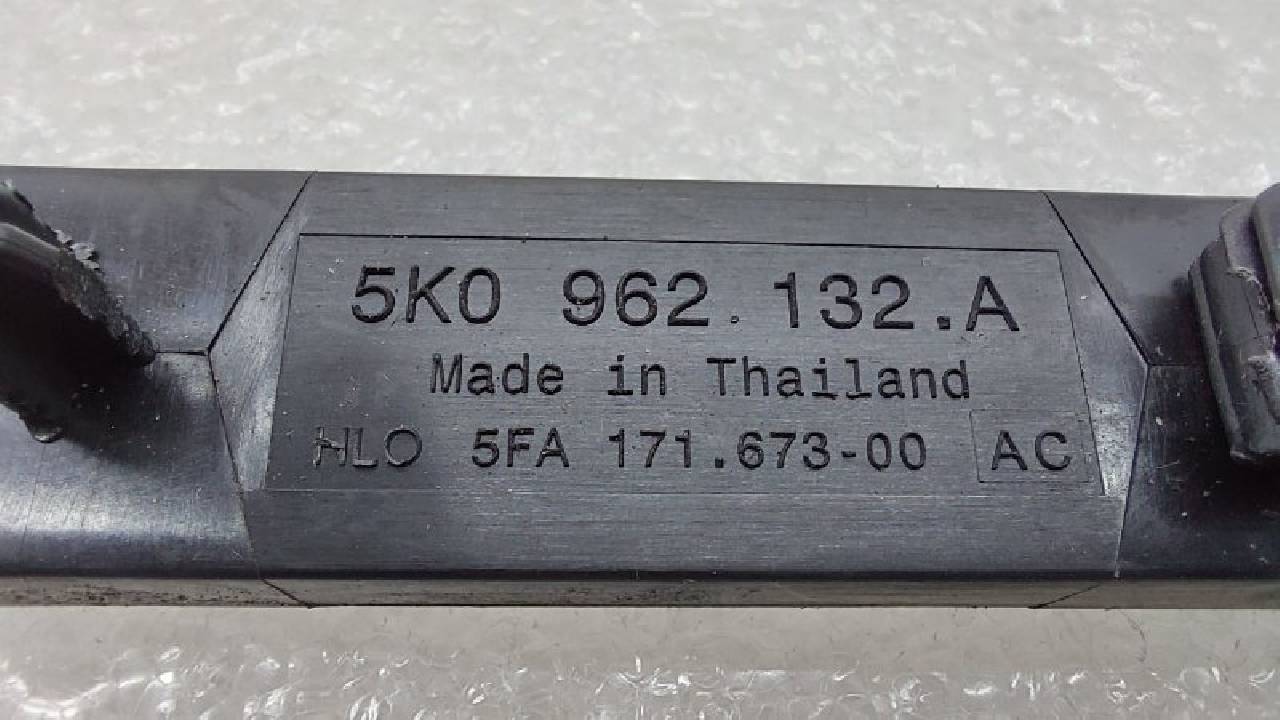 5K0 962.132.A
Made in Thailand
HLO 5FA 171.673-00 AC